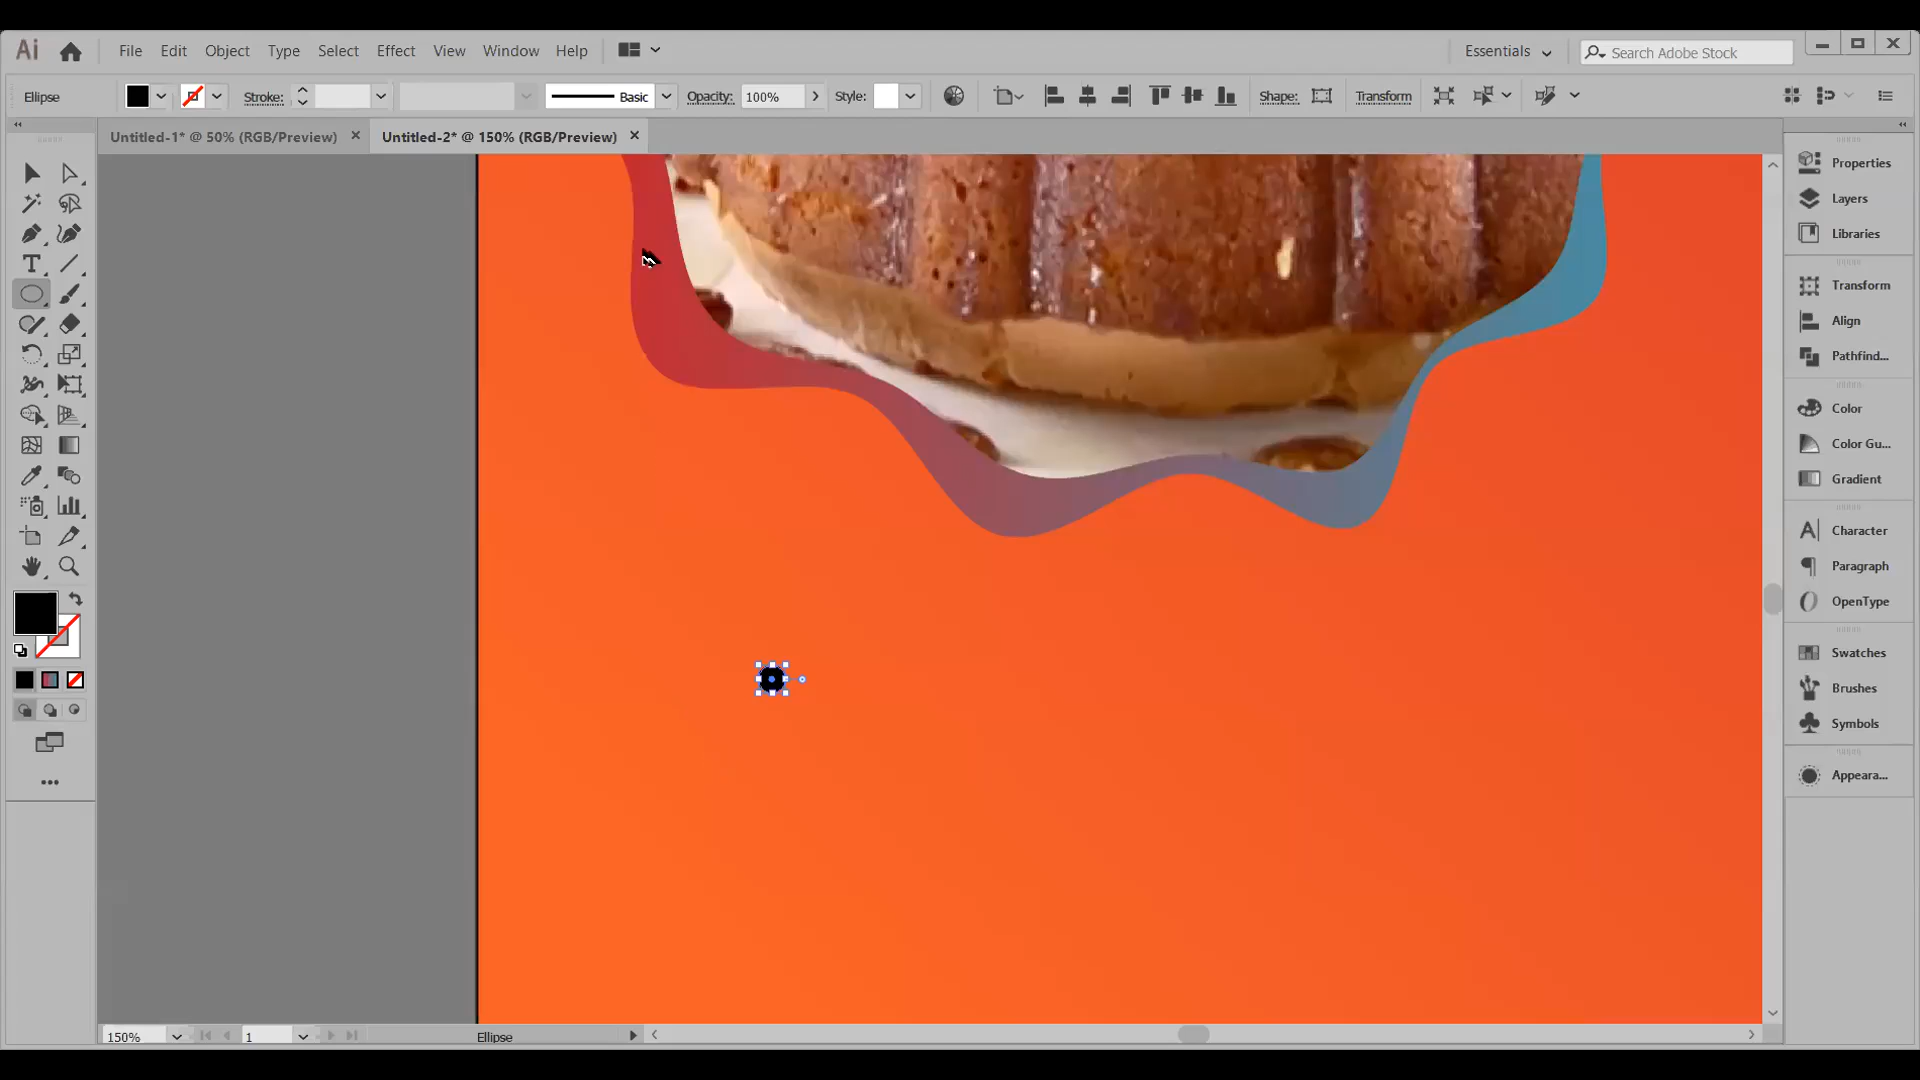 Ai File Edit Object Type Select Effect View Window Help Essentials Search Adobe Stock
Ellipse Stroke: Basic Opacity: 100% Style: Shape: Transform
Untitled-1* @ 50% (RGB/Preview) Untitled-2* @ 150% (RGB/Preview)
Properties
Layers
Libraries
Transform
Align
Pathfind...
Color
Color Gu...
Gradient
Character
Paragraph
OpenType
Swatches
Brushes
Symbols
Appeara...
150% 1 Ellipse